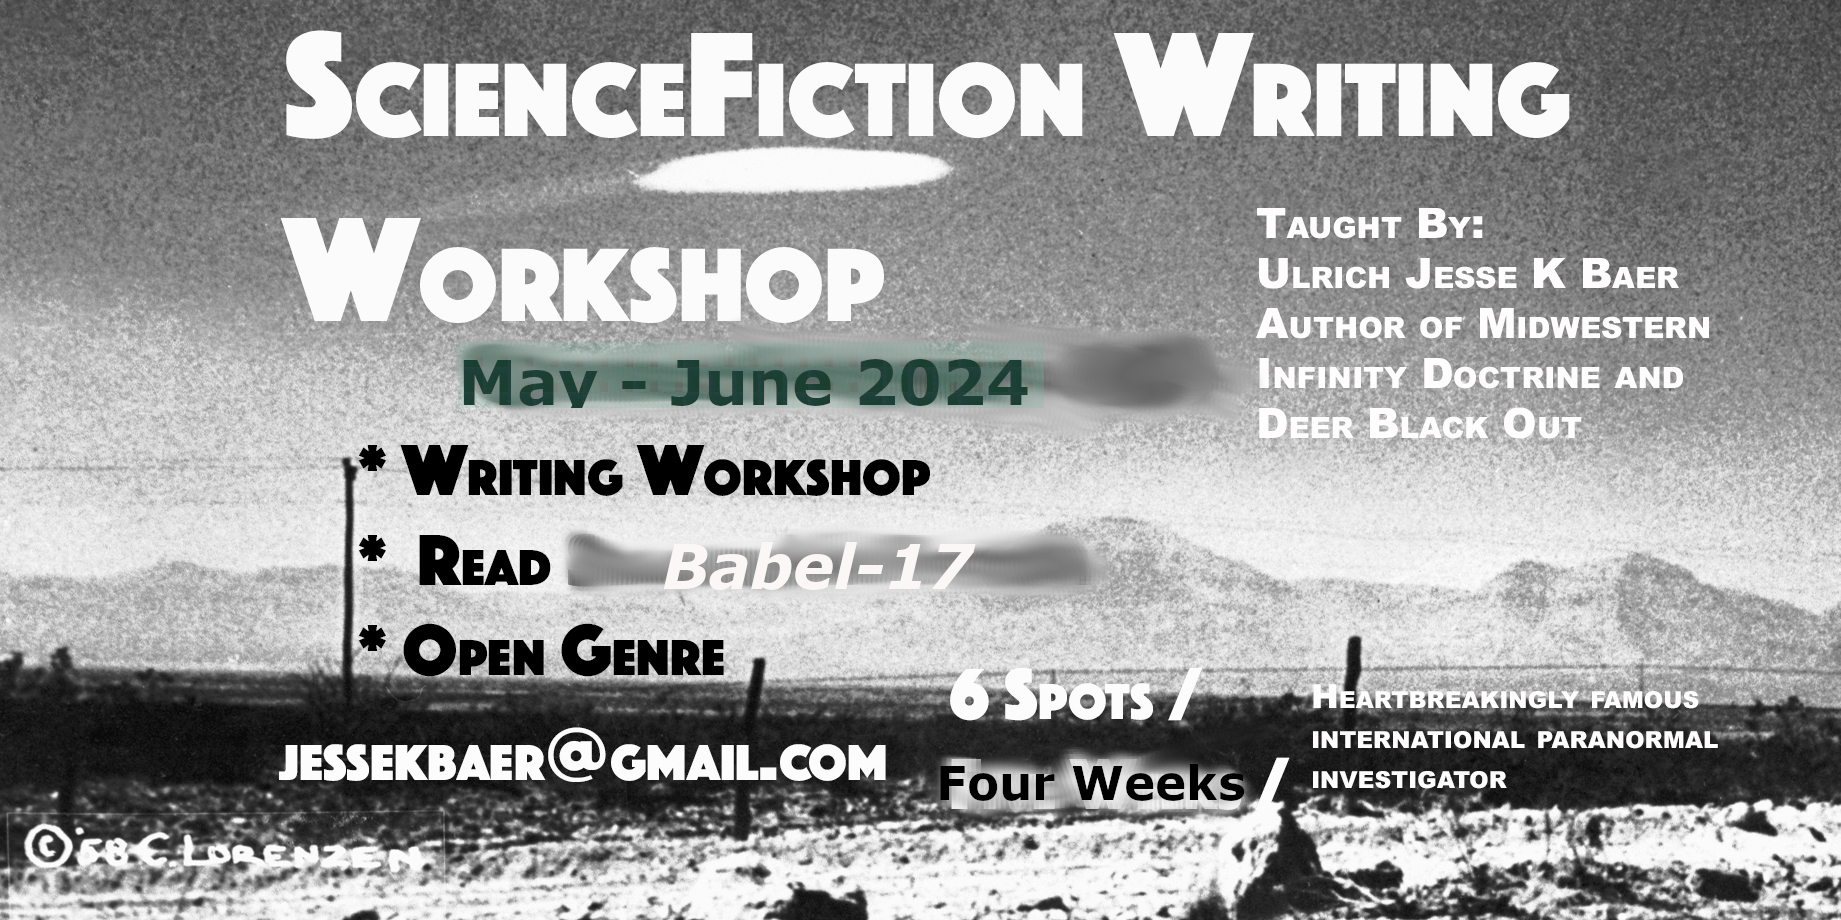 ScienceFiction Writing
Workshop
May - June 2024
* Writing Workshop
* Read Babel-17
* Open Genre
jessekbaer@gmail.com
Taught By:
Ulrich Jesse K Baer
Author of Midwestern
Infinity Doctrine and
Deer Black Out
6 Spots /
Four Weeks /
Heartbreakingly famous
international paranormal
investigator
© '58 C. Lorenzen